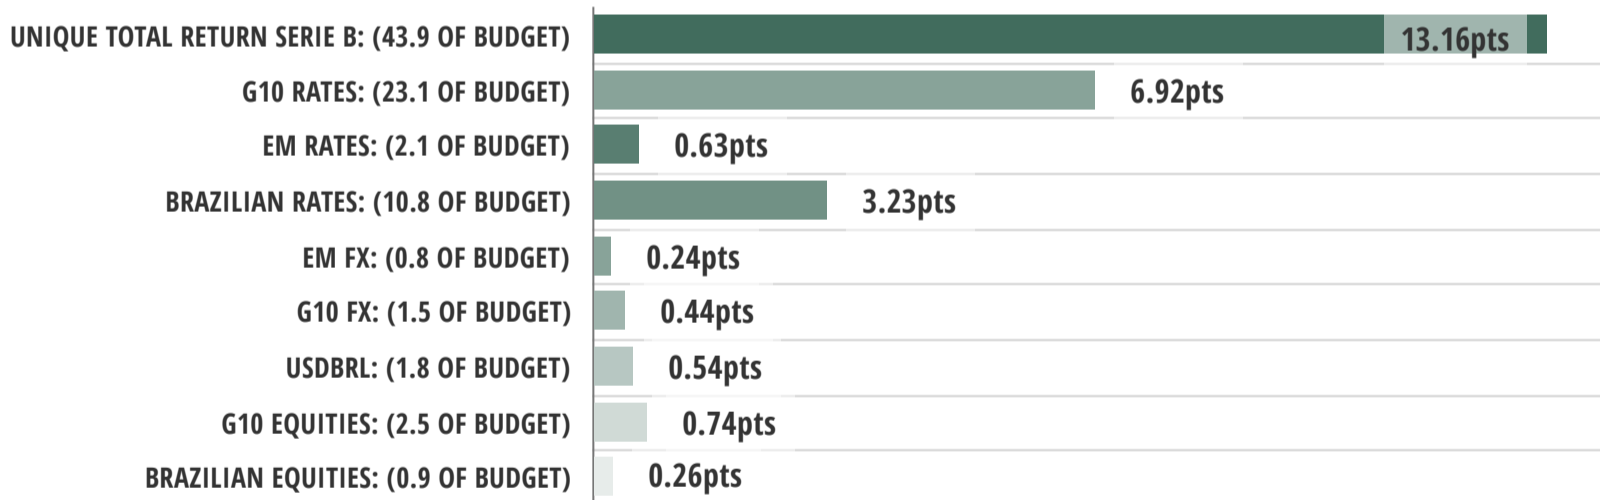 UNIQUE TOTAL RETURN SERIE B: (43.9 OF BUDGET) 13.16pts
G10 RATES: (23.1 OF BUDGET) 6.92pts
EM RATES: (2.1 OF BUDGET) 0.63pts
BRAZILIAN RATES: (10.8 OF BUDGET) 3.23pts
EM FX: (0.8 OF BUDGET) 0.24pts
G10 FX: (1.5 OF BUDGET) 0.44pts
USDBRL: (1.8 OF BUDGET) 0.54pts
G10 EQUITIES: (2.5 OF BUDGET) 0.74pts
BRAZILIAN EQUITIES: (0.9 OF BUDGET) 0.26pts